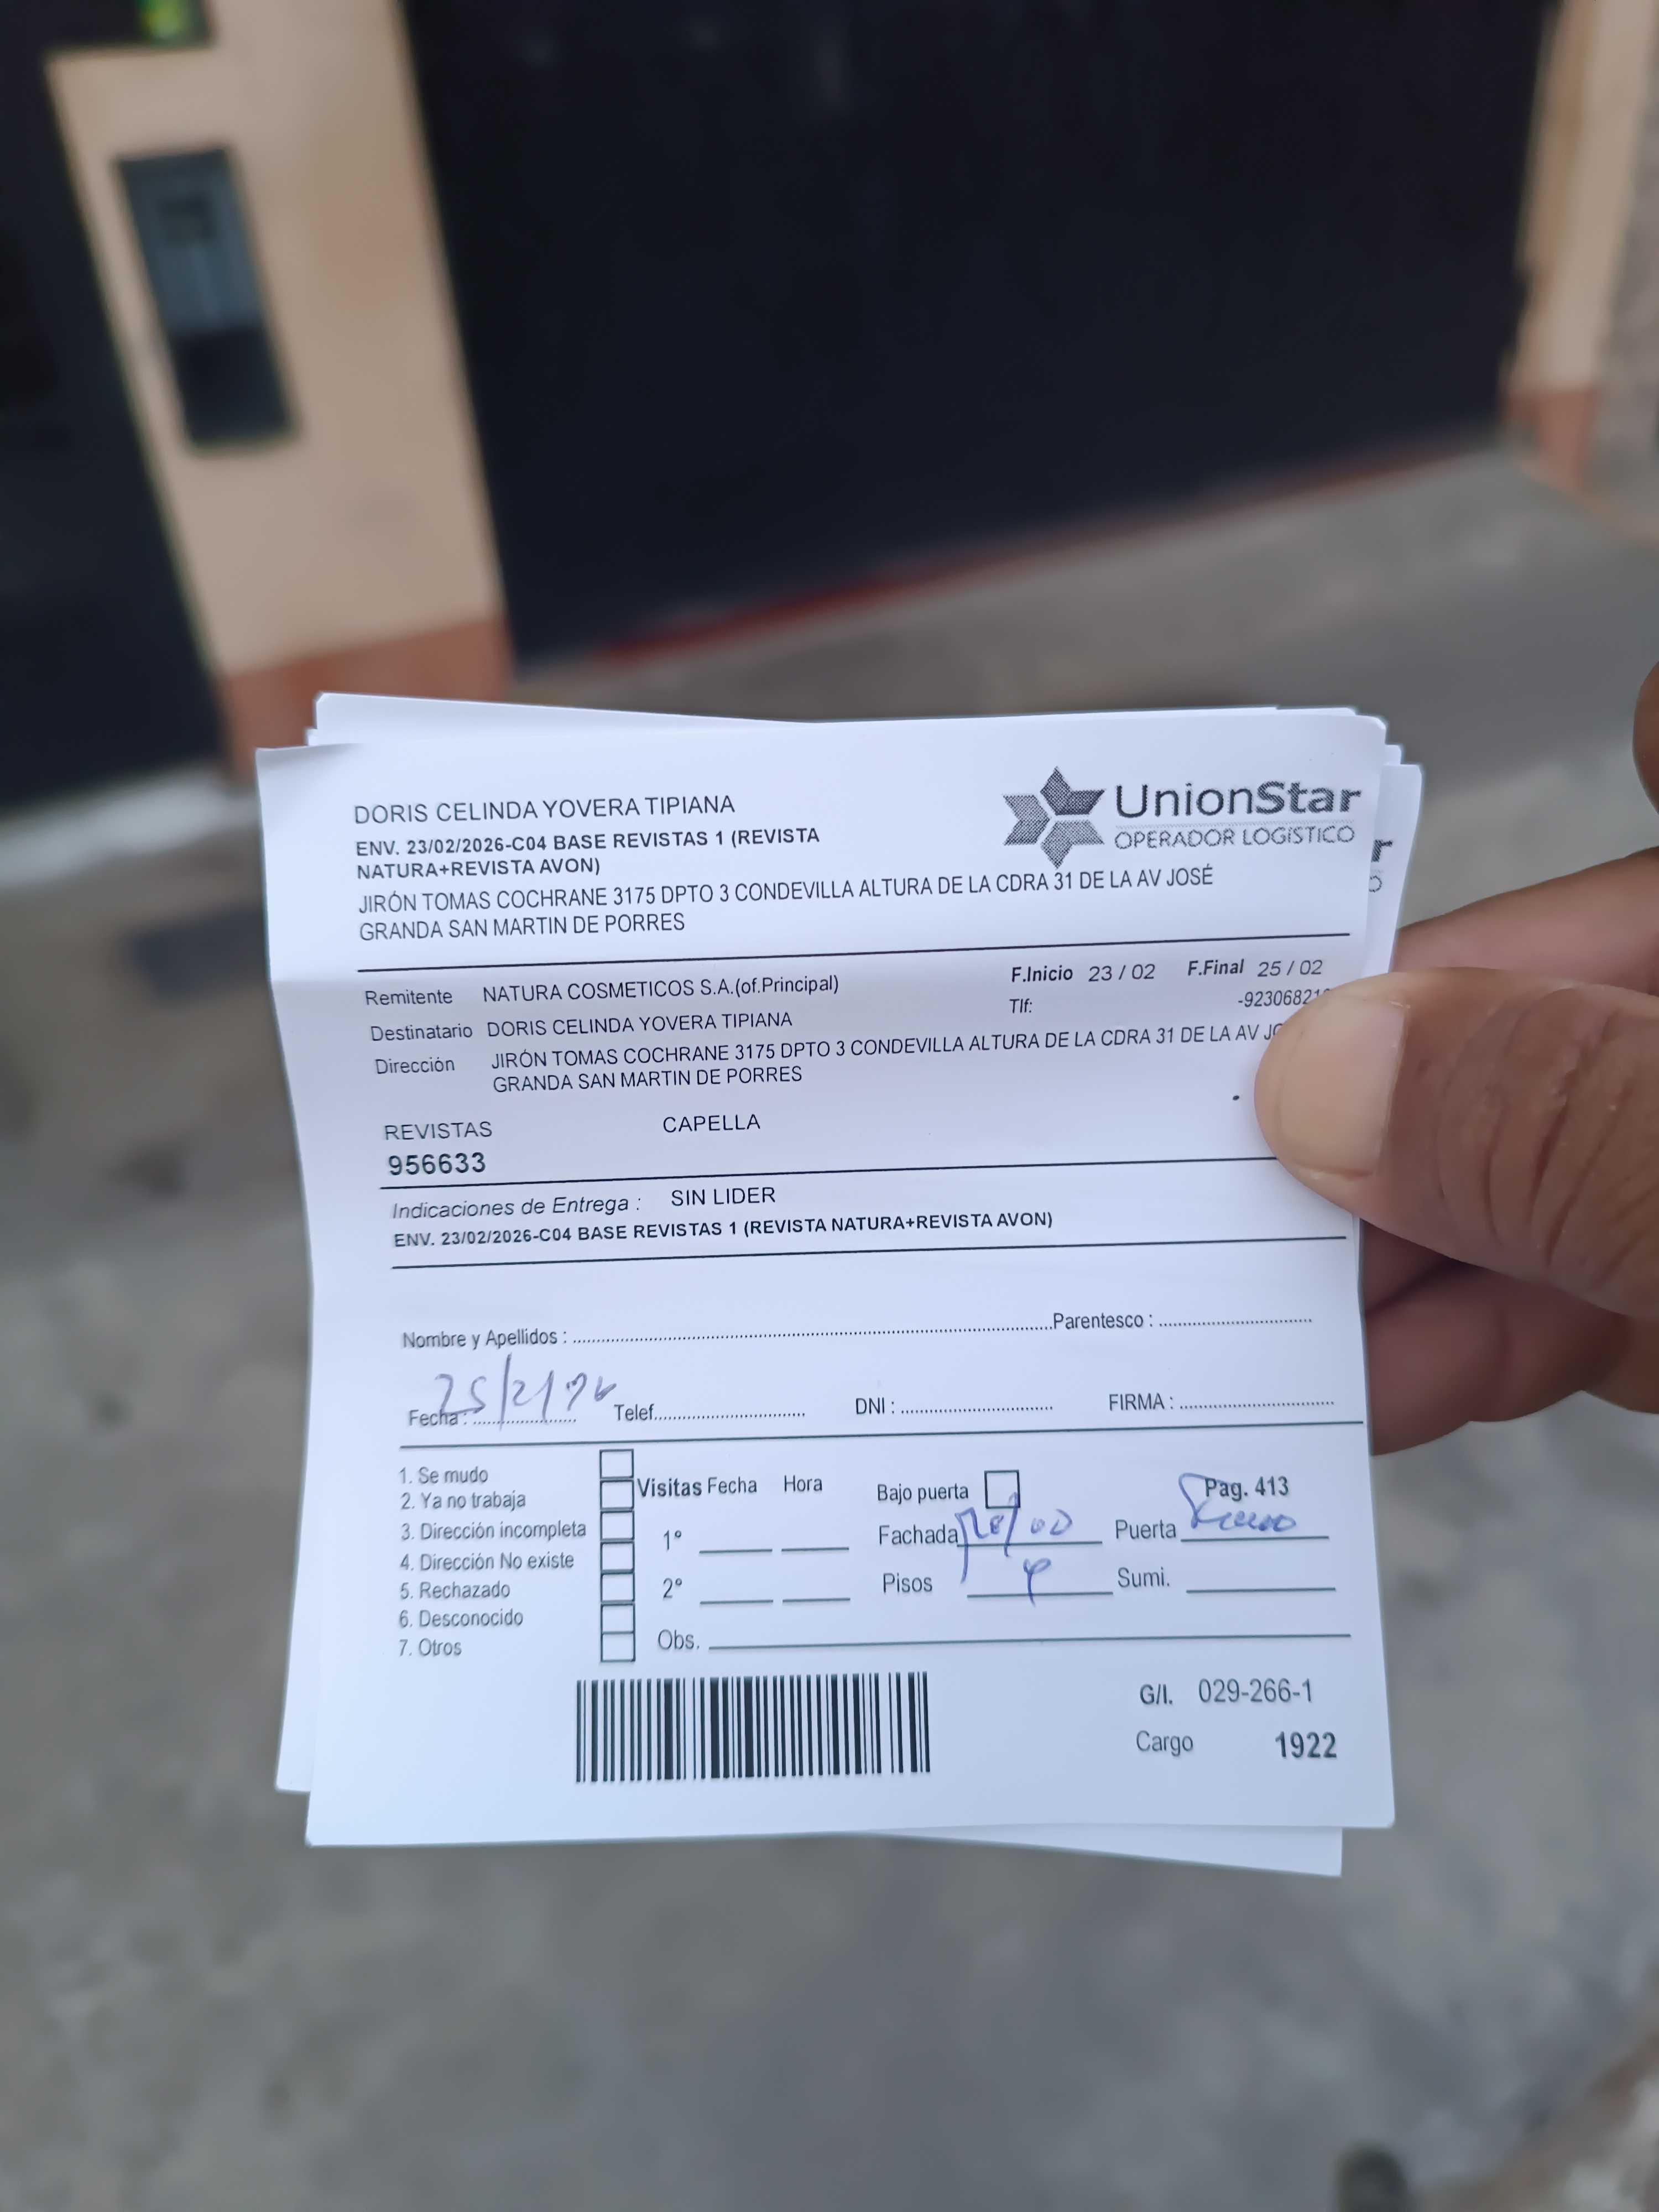 DORIS CELINDA YOVERA TIPIANA
ENV. 23/02/2026-C04 BASE REVISTAS 1 (REVISTA
NATURA+REVISTA AVON)
JIRÓN TOMAS COCHRANE 3175 DPTO 3 CONDEVILLA ALTURA DE LA CDRA 31 DE LA AV JOSÉ
GRANDA SAN MARTIN DE PORRES
UnionStar
OPERADOR LOGÍSTICO
Remitente NATURA COSMETICOS S.A.(of.Principal) F.Inicio 23 / 02 F.Final 25 / 02
Destinatario DORIS CELINDA YOVERA TIPIANA Tlf: -9230682
Dirección JIRÓN TOMAS COCHRANE 3175 DPTO 3 CONDEVILLA ALTURA DE LA CDRA 31 DE LA AV
GRANDA SAN MARTIN DE PORRES
REVISTAS CAPELLA
956633
Indicaciones de Entrega : SIN LIDER
ENV. 23/02/2026-C04 BASE REVISTAS 1 (REVISTA NATURA+REVISTA AVON)
Nombre y Apellidos : Parentesco :
Fecha : 25/2/26 Telef. DNI : FIRMA :
1. Se mudo
2. Ya no trabaja
3. Dirección incompleta
4. Dirección No existe
5. Rechazado
6. Desconocido
7. Otros
Visitas Fecha Hora
1º
2º
Obs.
Bajo puerta Pag. 413
Fachada Puerta
Pisos Sumi.
G/I. 029-266-1
Cargo 1922